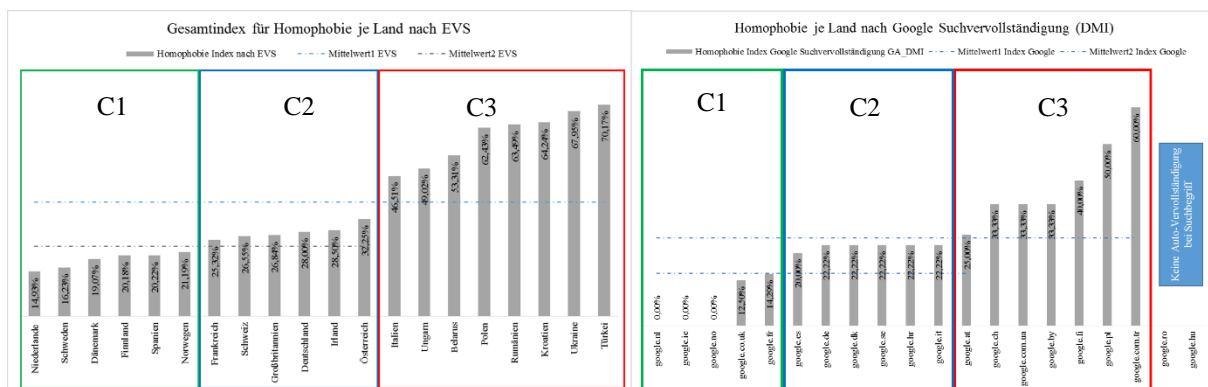 Gesamtindex für Homophobie je Land nach EVS
Homophobie Index nach EVS
Mittelwert1 EVS
Mittelwert2 EVS
C1
C2
C3
14,93%
16,23%
19,07%
20,18%
20,22%
21,19%
25,32%
26,55%
26,84%
28,00%
28,50%
32,25%
46,51%
49,02%
53,31%
62,43%
63,49%
64,24%
67,95%
70,17%
Niederlande
Schweden
Dänemark
Finnland
Spanien
Norwegen
Frankreich
Schweiz
Großbritannien
Deutschland
Irland
Österreich
Italien
Ungarn
Belarus
Polen
Rumänien
Kroatien
Ukraine
Türkei
Homophobie je Land nach Google Suchvervollständigung (DMI)
Homophobie Index Google Suchvervollständigung GA_DMI
Mittelwert1 Index Google
Mittelwert2 Index Google
C1
C2
C3
0,00%
0,00%
0,00%
12,50%
14,29%
20,00%
22,22%
22,22%
22,22%
22,22%
22,22%
25,00%
33,33%
33,33%
33,33%
40,00%
50,00%
60,00%
Keine Auto-Vervollständigung
bei Suchbegriff
google.nl
google.ie
google.no
google.co.uk
google.fr
google.es
google.de
google.dk
google.se
google.hr
google.it
google.at
google.ch
google.com.ua
google.by
google.fi
google.pl
google.com.tr
google.ro
google.hu